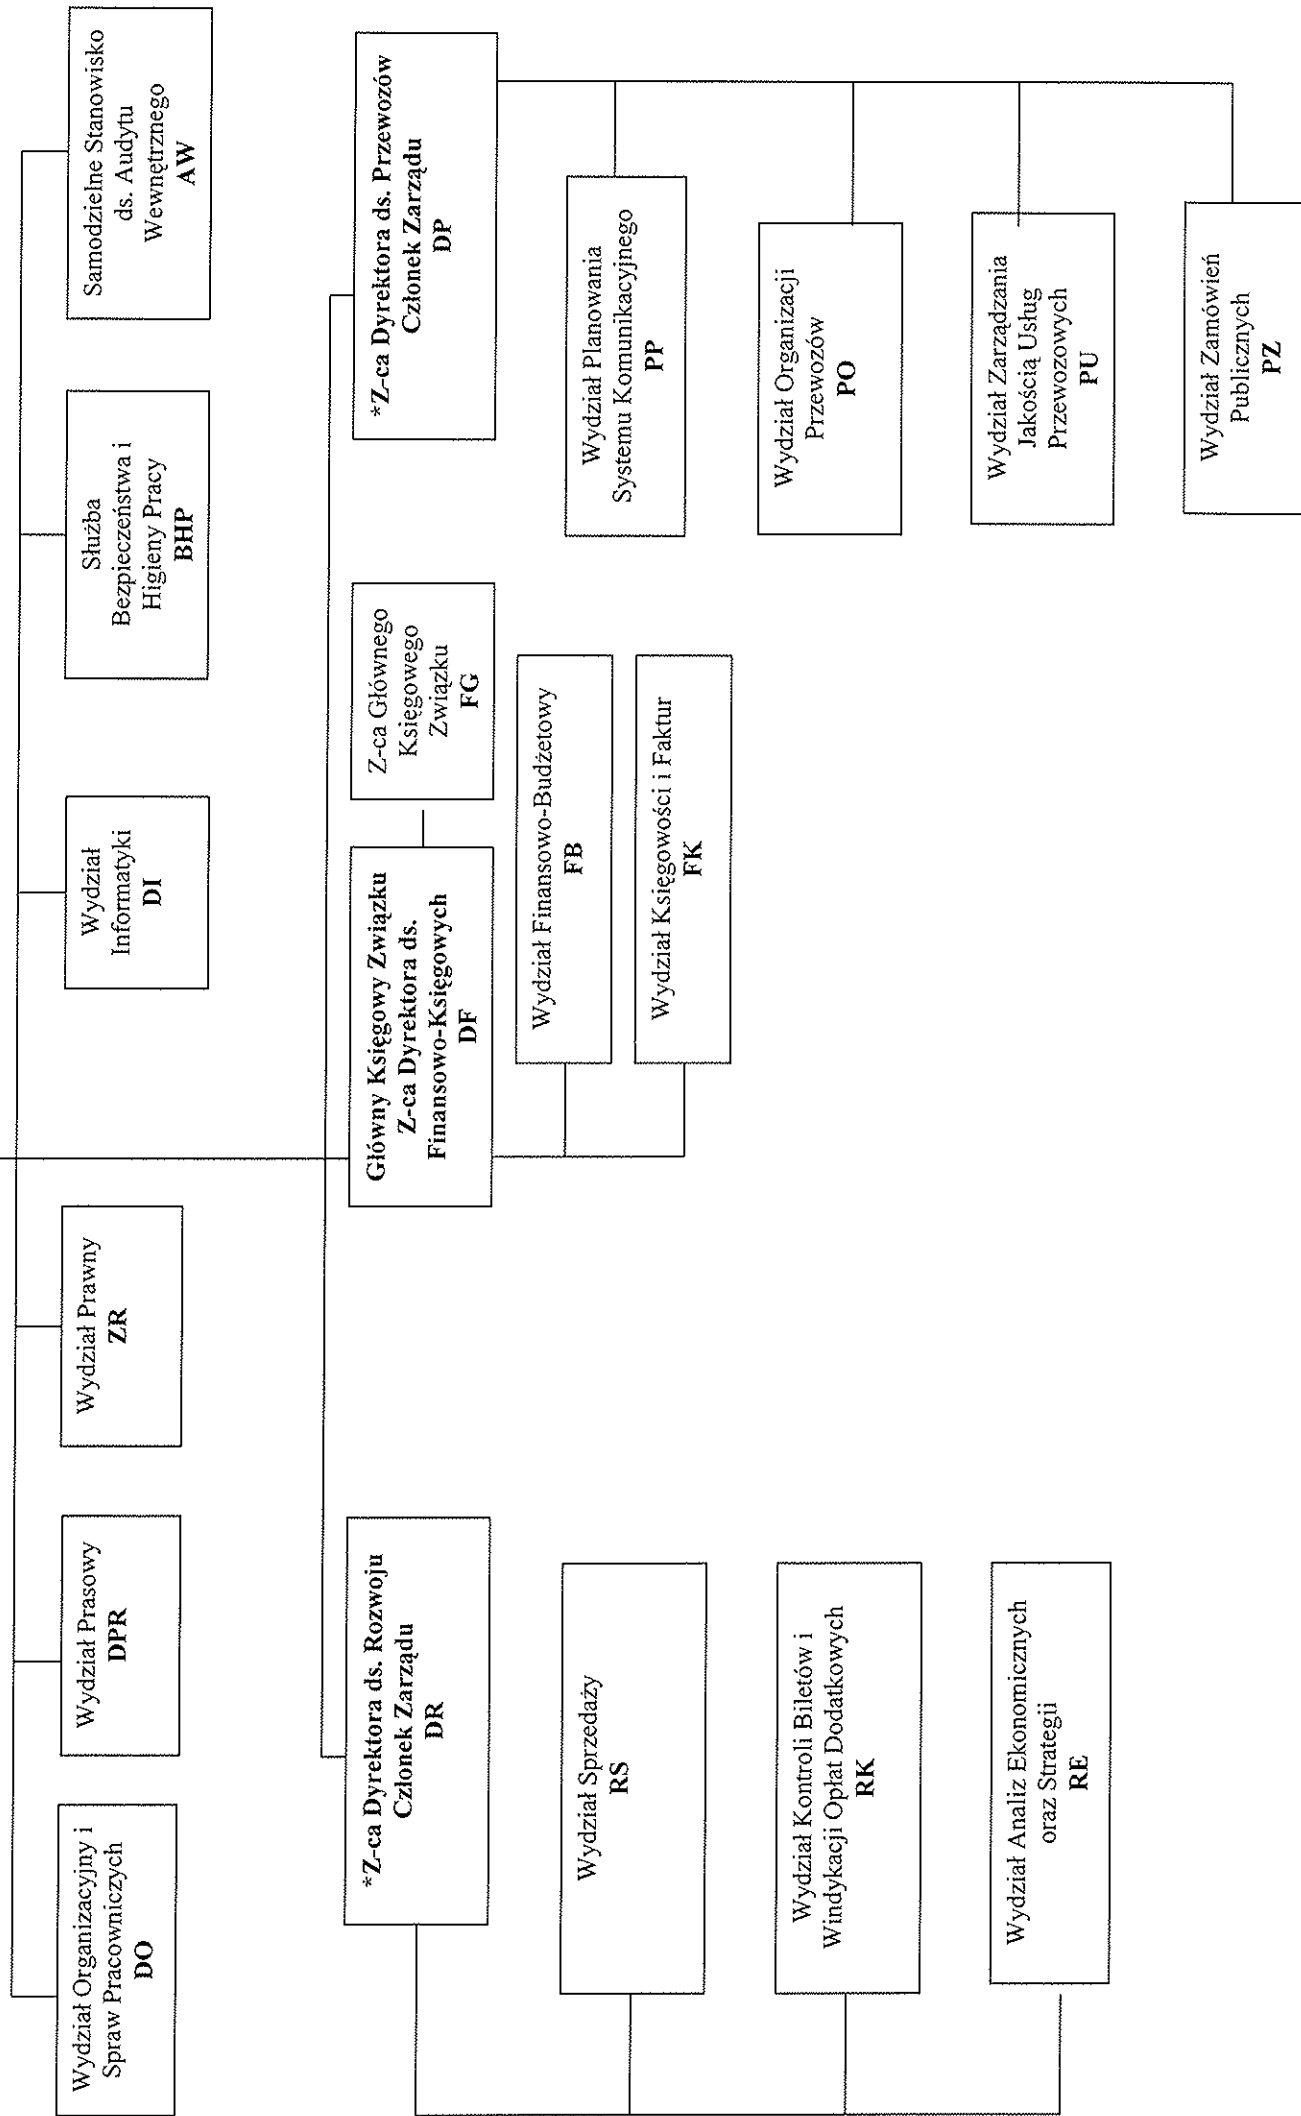 Wydział Organizacyjny i
Spraw Pracowniczych
DO
Wydział Prasowy
DPR
Wydział Prawny
ZR
Wydział
Informatyki
DI
Służba
Bezpieczeństwa i
Higieny Pracy
BHP
Samodzielne Stanowisko
ds. Audytu
Wewnętrznego
AW
*Z-ca Dyrektora ds. Rozwoju
Członek Zarządu
DR
Główny Księgowy Związku
Z-ca Dyrektora ds.
Finansowo-Księgowych
DF
Z-ca Głównego
Księgowego
Związku
FG
*Z-ca Dyrektora ds. Przewozów
Członek Zarządu
DP
Wydział Sprzedaży
RS
Wydział Kontroli Biletów i
Windykacji Opłat Dodatkowych
RK
Wydział Analiz Ekonomicznych
oraz Strategii
RE
Wydział Finansowo-Budżetowy
FB
Wydział Księgowości i Faktur
FK
Wydział Planowania
Systemu Komunikacyjnego
PP
Wydział Organizacji
Przewozów
PO
Wydział Zarządzania
Jakością Usług
Przewozowych
PU
Wydział Zamówień
Publicznych
PZ